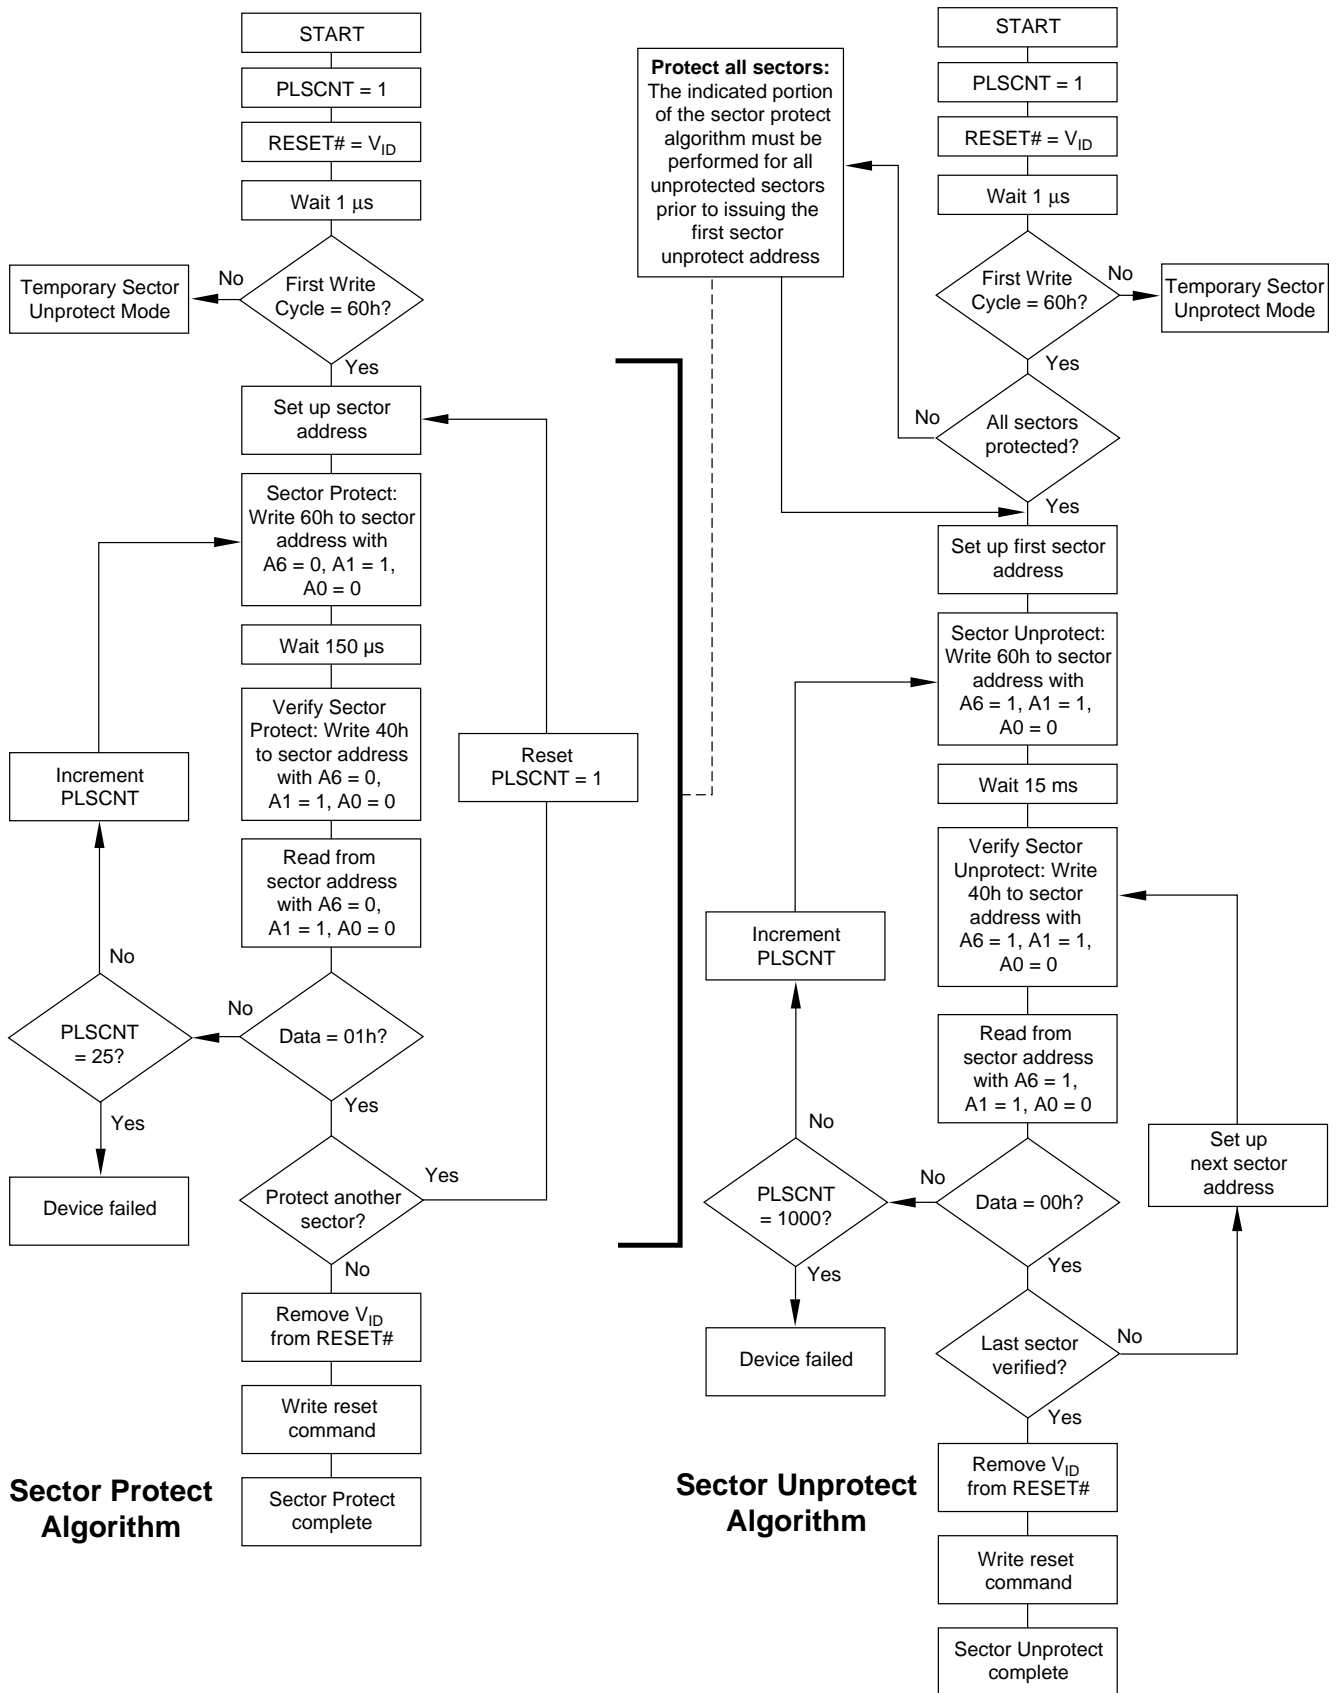 START
PLSCNT = 1
RESET# = VID
Wait 1 μs
First Write
Cycle = 60h?
No
Temporary Sector
Unprotect Mode
Yes
Set up sector
address
Sector Protect:
Write 60h to sector
address with
A6 = 0, A1 = 1,
A0 = 0
Wait 150 µs
Verify Sector
Protect: Write 40h
to sector address
with A6 = 0,
A1 = 1, A0 = 0
Reset
PLSCNT = 1
Increment
PLSCNT
Read from
sector address
with A6 = 0,
A1 = 1, A0 = 0
No
No
PLSCNT
= 25?
Data = 01h?
Yes
Yes
Device failed
Protect another
sector?
Yes
No
Remove VID
from RESET#
Write reset
command
Sector Protect
complete
Sector Protect
Algorithm
Protect all sectors:
The indicated portion
of the sector protect
algorithm must be
performed for all
unprotected sectors
prior to issuing the
first sector
unprotect address
START
PLSCNT = 1
RESET# = VID
Wait 1 μs
First Write
Cycle = 60h?
No
Temporary Sector
Unprotect Mode
Yes
No
All sectors
protected?
Yes
Set up first sector
address
Sector Unprotect:
Write 60h to sector
address with
A6 = 1, A1 = 1,
A0 = 0
Wait 15 ms
Verify Sector
Unprotect: Write
40h to sector
address with
A6 = 1, A1 = 1,
A0 = 0
Increment
PLSCNT
Read from
sector address
with A6 = 1,
A1 = 1, A0 = 0
No
No
PLSCNT
= 1000?
Data = 00h?
Set up
next sector
address
Yes
Yes
Device failed
Last sector
verified?
No
Yes
Remove VID
from RESET#
Write reset
command
Sector Unprotect
complete
Sector Unprotect
Algorithm